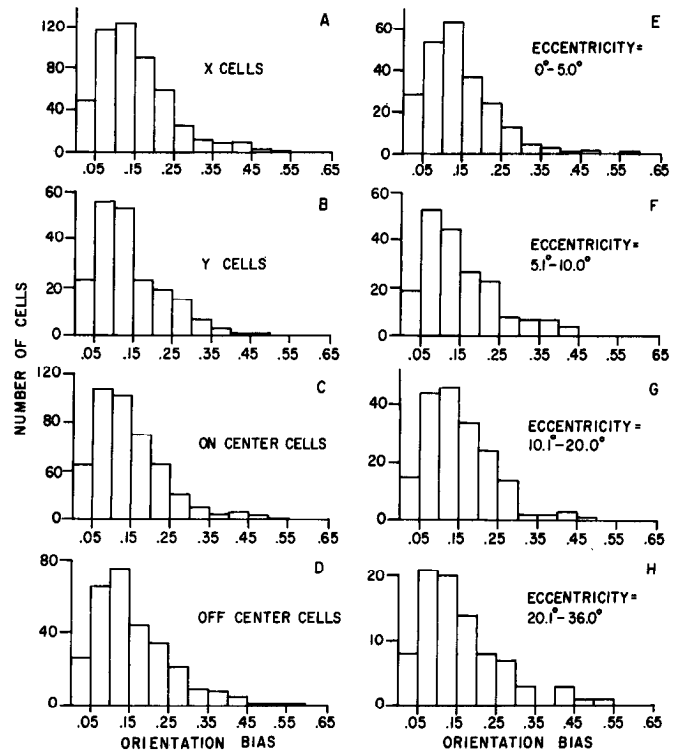 NUMBER OF CELLS
A
X CELLS
120
80
40
0
.05 .15 .25 .35 .45 .55 .65
B
Y CELLS
60
40
20
0
.05 .15 .25 .35 .45 .55 .65
C
ON CENTER CELLS
120
80
60
0
.05 .15 .25 .35 .45 .55 .65
D
OFF CENTER CELLS
80
40
0
.05 .15 .25 .35 .45 .55 .65
ORIENTATION BIAS
E
ECCENTRICITY =
0°-5.0°
60
40
20
0
.05 .15 .25 .35 .45 .55 .65
F
ECCENTRICITY =
5.1°-10.0°
60
40
20
0
.05 .15 .25 .35 .45 .55 .65
G
ECCENTRICITY =
10.1°-20.0°
40
20
0
.05 .15 .25 .35 .45 .55 .65
H
ECCENTRICITY =
20.1°-36.0°
20
10
0
.05 .15 .25 .35 .45 .55 .65
ORIENTATION BIAS